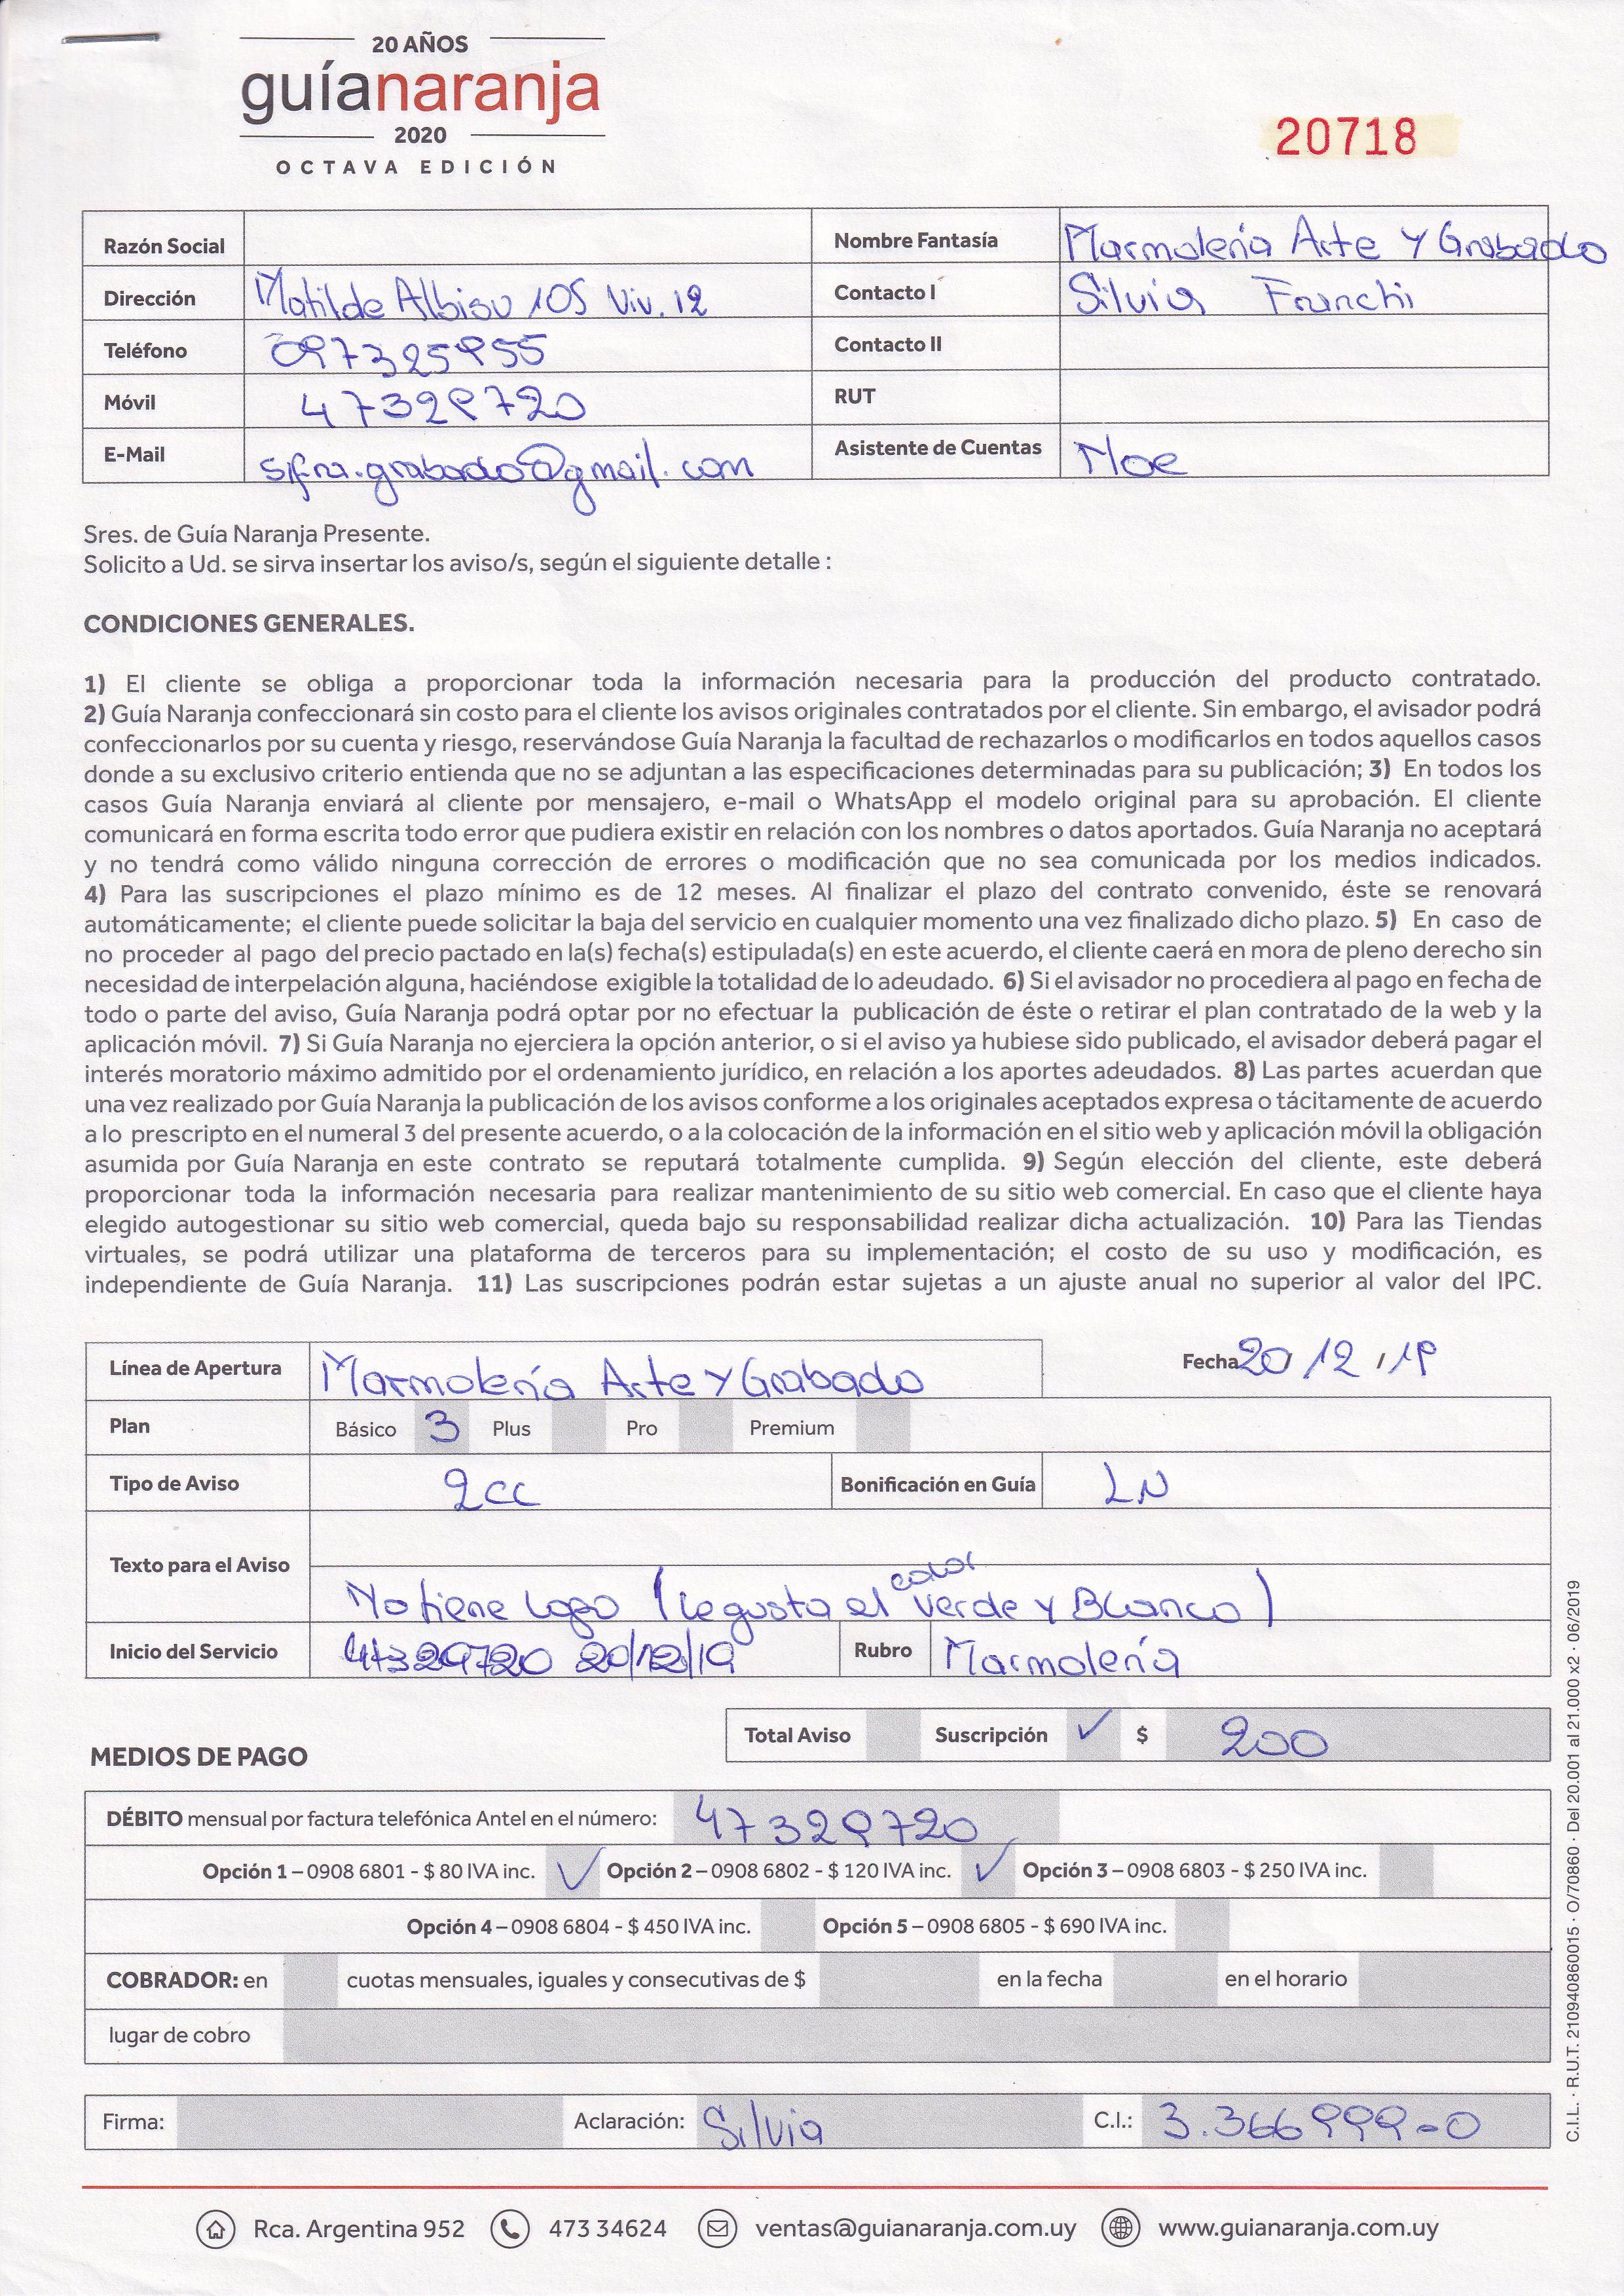 20 AÑOS
guíanaranja
2020
OCTAVA EDICIÓN
20718
Razón Social
Nombre Fantasía Marmolería Arte Y Grabado
Dirección Matilde Albisu 105 Viv. 12
Contacto I Silvia Franchi
Teléfono 097325955
Contacto II
Móvil 47329720
RUT
E-Mail sifra.grabado@gmail.com
Asistente de Cuentas Noe
Sres. de Guía Naranja Presente.
Solicito a Ud. se sirva insertar los aviso/s, según el siguiente detalle :
CONDICIONES GENERALES.
1) El cliente se obliga a proporcionar toda la información necesaria para la producción del producto contratado.
2) Guía Naranja confeccionará sin costo para el cliente los avisos originales contratados por el cliente. Sin embargo, el avisador podrá
confeccionarlos por su cuenta y riesgo, reservándose Guía Naranja la facultad de rechazarlos o modificarlos en todos aquellos casos
donde a su exclusivo criterio entienda que no se adjuntan a las especificaciones determinadas para su publicación; 3) En todos los
casos Guía Naranja enviará al cliente por mensajero, e-mail o WhatsApp el modelo original para su aprobación. El cliente
comunicará en forma escrita todo error que pudiera existir en relación con los nombres o datos aportados. Guía Naranja no aceptará
y no tendrá como válido ninguna corrección de errores o modificación que no sea comunicada por los medios indicados.
4) Para las suscripciones el plazo mínimo es de 12 meses. Al finalizar el plazo del contrato convenido, éste se renovará
automáticamente; el cliente puede solicitar la baja del servicio en cualquier momento una vez finalizado dicho plazo. 5) En caso de
no proceder al pago del precio pactado en la(s) fecha(s) estipulada(s) en este acuerdo, el cliente caerá en mora de pleno derecho sin
necesidad de interpelación alguna, haciéndose exigible la totalidad de lo adeudado. 6) Si el avisador no procediera al pago en fecha de
todo o parte del aviso, Guía Naranja podrá optar por no efectuar la publicación de éste o retirar el plan contratado de la web y la
aplicación móvil. 7) Si Guía Naranja no ejerciera la opción anterior, o si el aviso ya hubiese sido publicado, el avisador deberá pagar el
interés moratorio máximo admitido por el ordenamiento jurídico, en relación a los aportes adeudados. 8) Las partes acuerdan que
una vez realizado por Guía Naranja la publicación de los avisos conforme a los originales aceptados expresa o tácitamente de acuerdo
a lo prescripto en el numeral 3 del presente acuerdo, o a la colocación de la información en el sitio web y aplicación móvil la obligación
asumida por Guía Naranja en este contrato se reputará totalmente cumplida. 9) Según elección del cliente, este deberá
proporcionar toda la información necesaria para realizar mantenimiento de su sitio web comercial. En caso que el cliente haya
elegido autogestionar su sitio web comercial, queda bajo su responsabilidad realizar dicha actualización. 10) Para las Tiendas
virtuales, se podrá utilizar una plataforma de terceros para su implementación; el costo de su uso y modificación, es
independiente de Guía Naranja. 11) Las suscripciones podrán estar sujetas a un ajuste anual no superior al valor del IPC.
Línea de Apertura Marmolería Arte Y Grabado
Fecha 20/ 12 / 19
Plan Básico 3 Plus Pro Premium
Tipo de Aviso 2cc
Bonificación en Guía LN
Texto para el Aviso
No tiene Logo (le gusta el color verde y Blanco)
Inicio del Servicio 47329720 20/12/19
Rubro Marmolería
Total Aviso Suscripción ✓ $ 200
MEDIOS DE PAGO
DÉBITO mensual por factura telefónica Antel en el número: 47329720
Opción 1 – 0908 6801 - $ 80 IVA inc. ✓ Opción 2 – 0908 6802 - $ 120 IVA inc. ✓ Opción 3 – 0908 6803 - $ 250 IVA inc.
Opción 4 – 0908 6804 - $ 450 IVA inc. Opción 5 – 0908 6805 - $ 690 IVA inc.
COBRADOR: en cuotas mensuales, iguales y consecutivas de $ en la fecha en el horario
lugar de cobro
Firma: Aclaración: Silvia C.I.: 3.366999-0
C.I.L. · R.U.T. 210940860015 · O/70860 · Del 20.001 al 21.000 x2 · 06/2019
Rca. Argentina 952 473 34624 ventas@guianaranja.com.uy www.guianaranja.com.uy